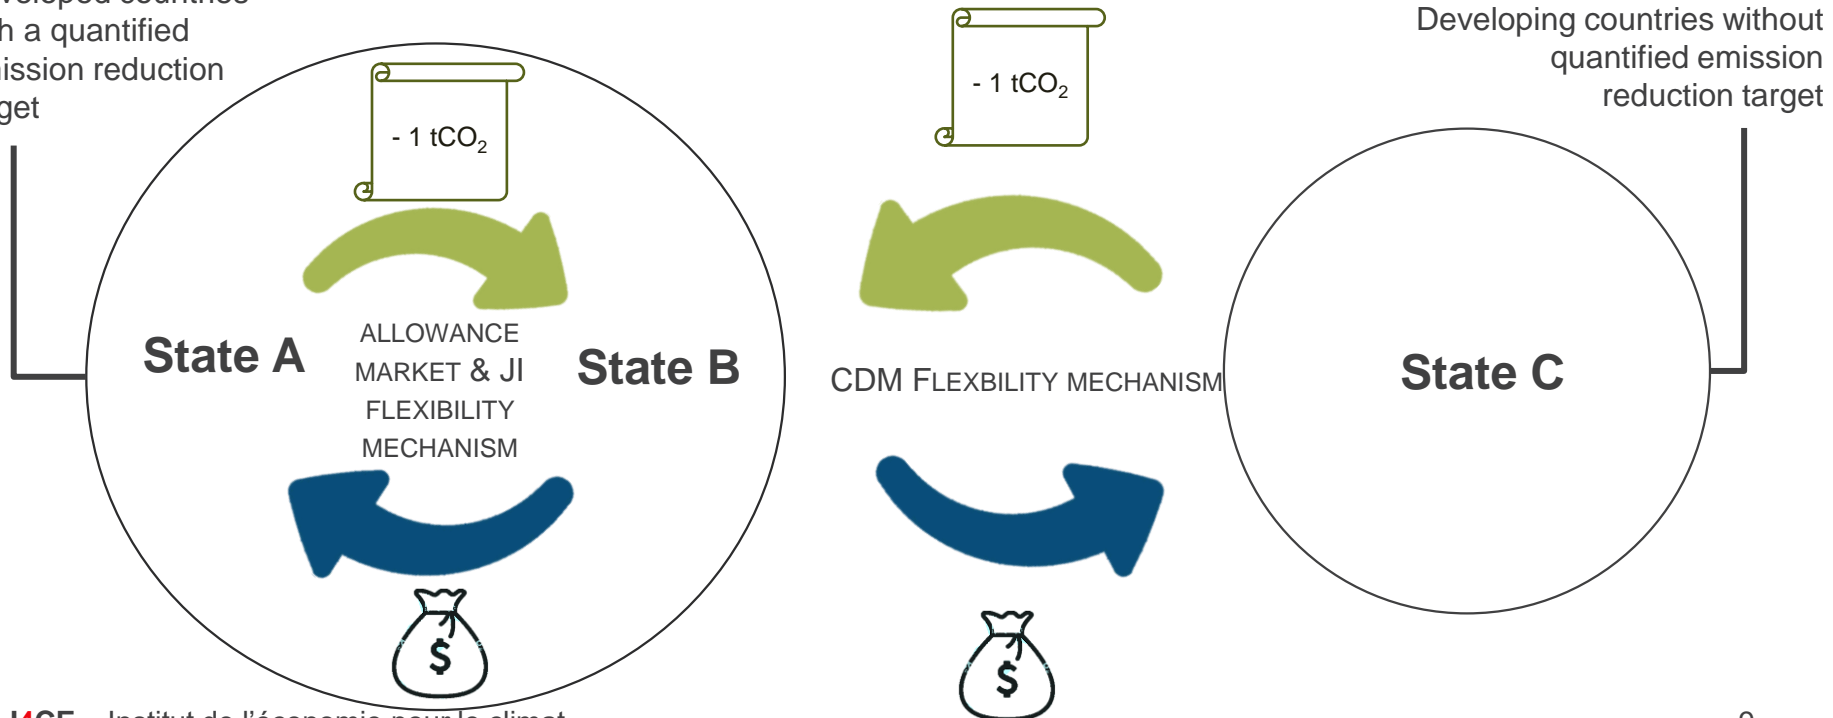 h a quantified
ission reduction
- 1 tCO₂
- 1 tCO₂
Developing countries without
quantified emission
reduction target
State A
ALLOWANCE
MARKET & JI
FLEXIBILITY
MECHANISM
State B
CDM FLEXBILITY MECHANISM
State C
$
$